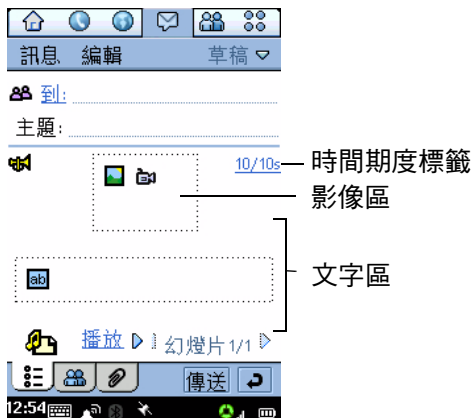 訊息 編輯 草稿
到:
主題:
10/10s 時間期度標籤
影像區
ab
文字區
播放 幻燈片 1/1
傳送
12:54